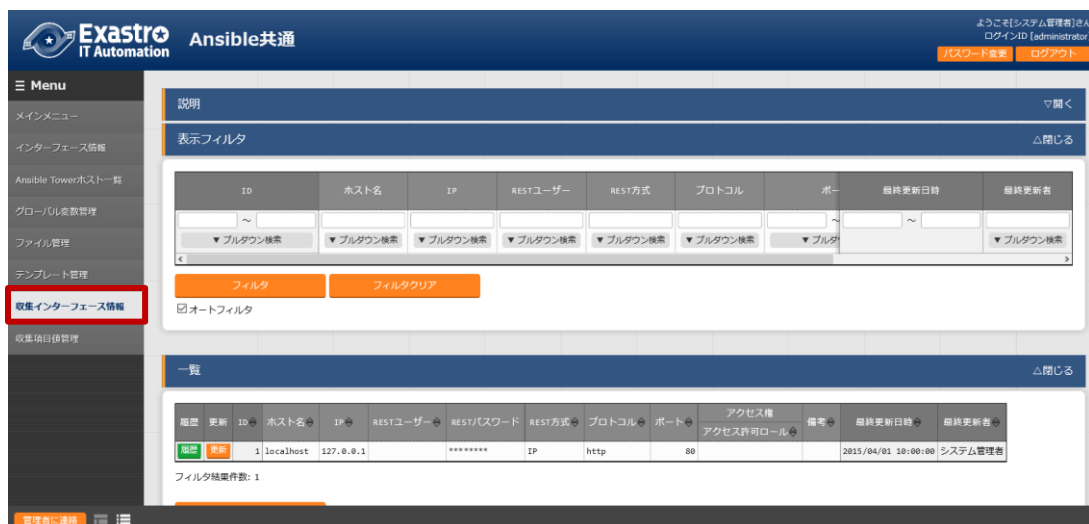 Exastro
IT Automation
Ansible共通
ようこそ[システム管理者]さん
ログインID [administrator
パスワード変更 ログアウト
☰ Menu
メインメニュー
インターフェース情報
Ansible Towerホスト一覧
グローバル変数管理
ファイル管理
テンプレート管理
収集インターフェース情報
収集項目値管理
説明 ▽開く
表示フィルタ △閉じる
ID ホスト名 IP RESTユーザー REST方式 プロトコル ポー 最終更新日時 最終更新者
～ ～ ～
▼ プルダウン検索 ▼ プルダウン検索 ▼ プルダウン検索 ▼ プルダウン検索 ▼ プルダウン検索 ▼ プルダウン検索 ▼ プルダ ▼ プルダウン検索
フィルタ フィルタクリア
オートフィルタ
一覧 △閉じる
履歴 更新 ID ホスト名 IP RESTユーザー RESTパスワード REST方式 プロトコル ポート アクセス権 備考 最終更新日時 最終更新者
アクセス許可ロール
履歴 更新 1 localhost 127.0.0.1 ******** IP http 80 2015/04/01 10:00:00 システム管理者
フィルタ結果件数: 1
管理者に連絡